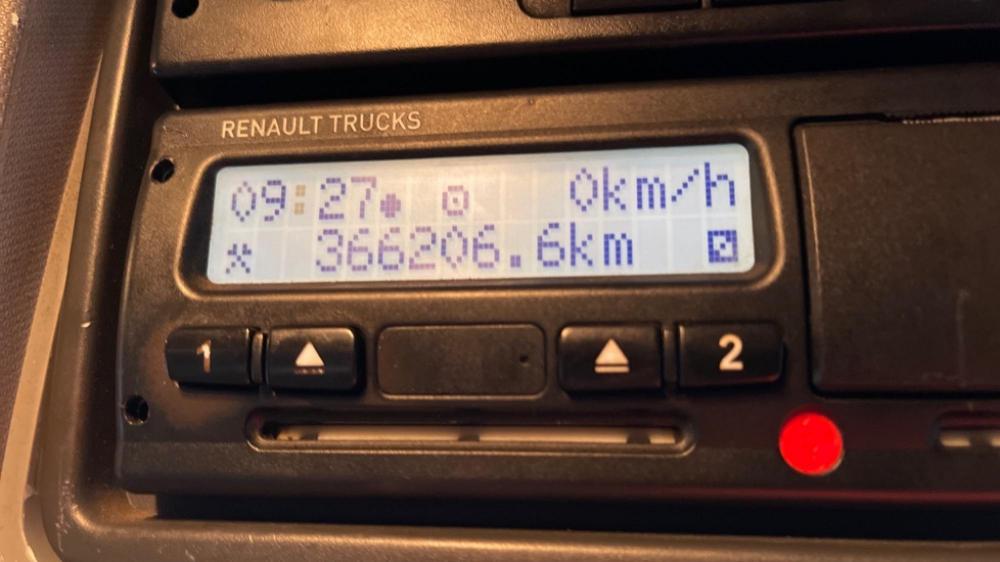 RENAULT TRUCKS
09:27 0km/h
366206.6km
1 2